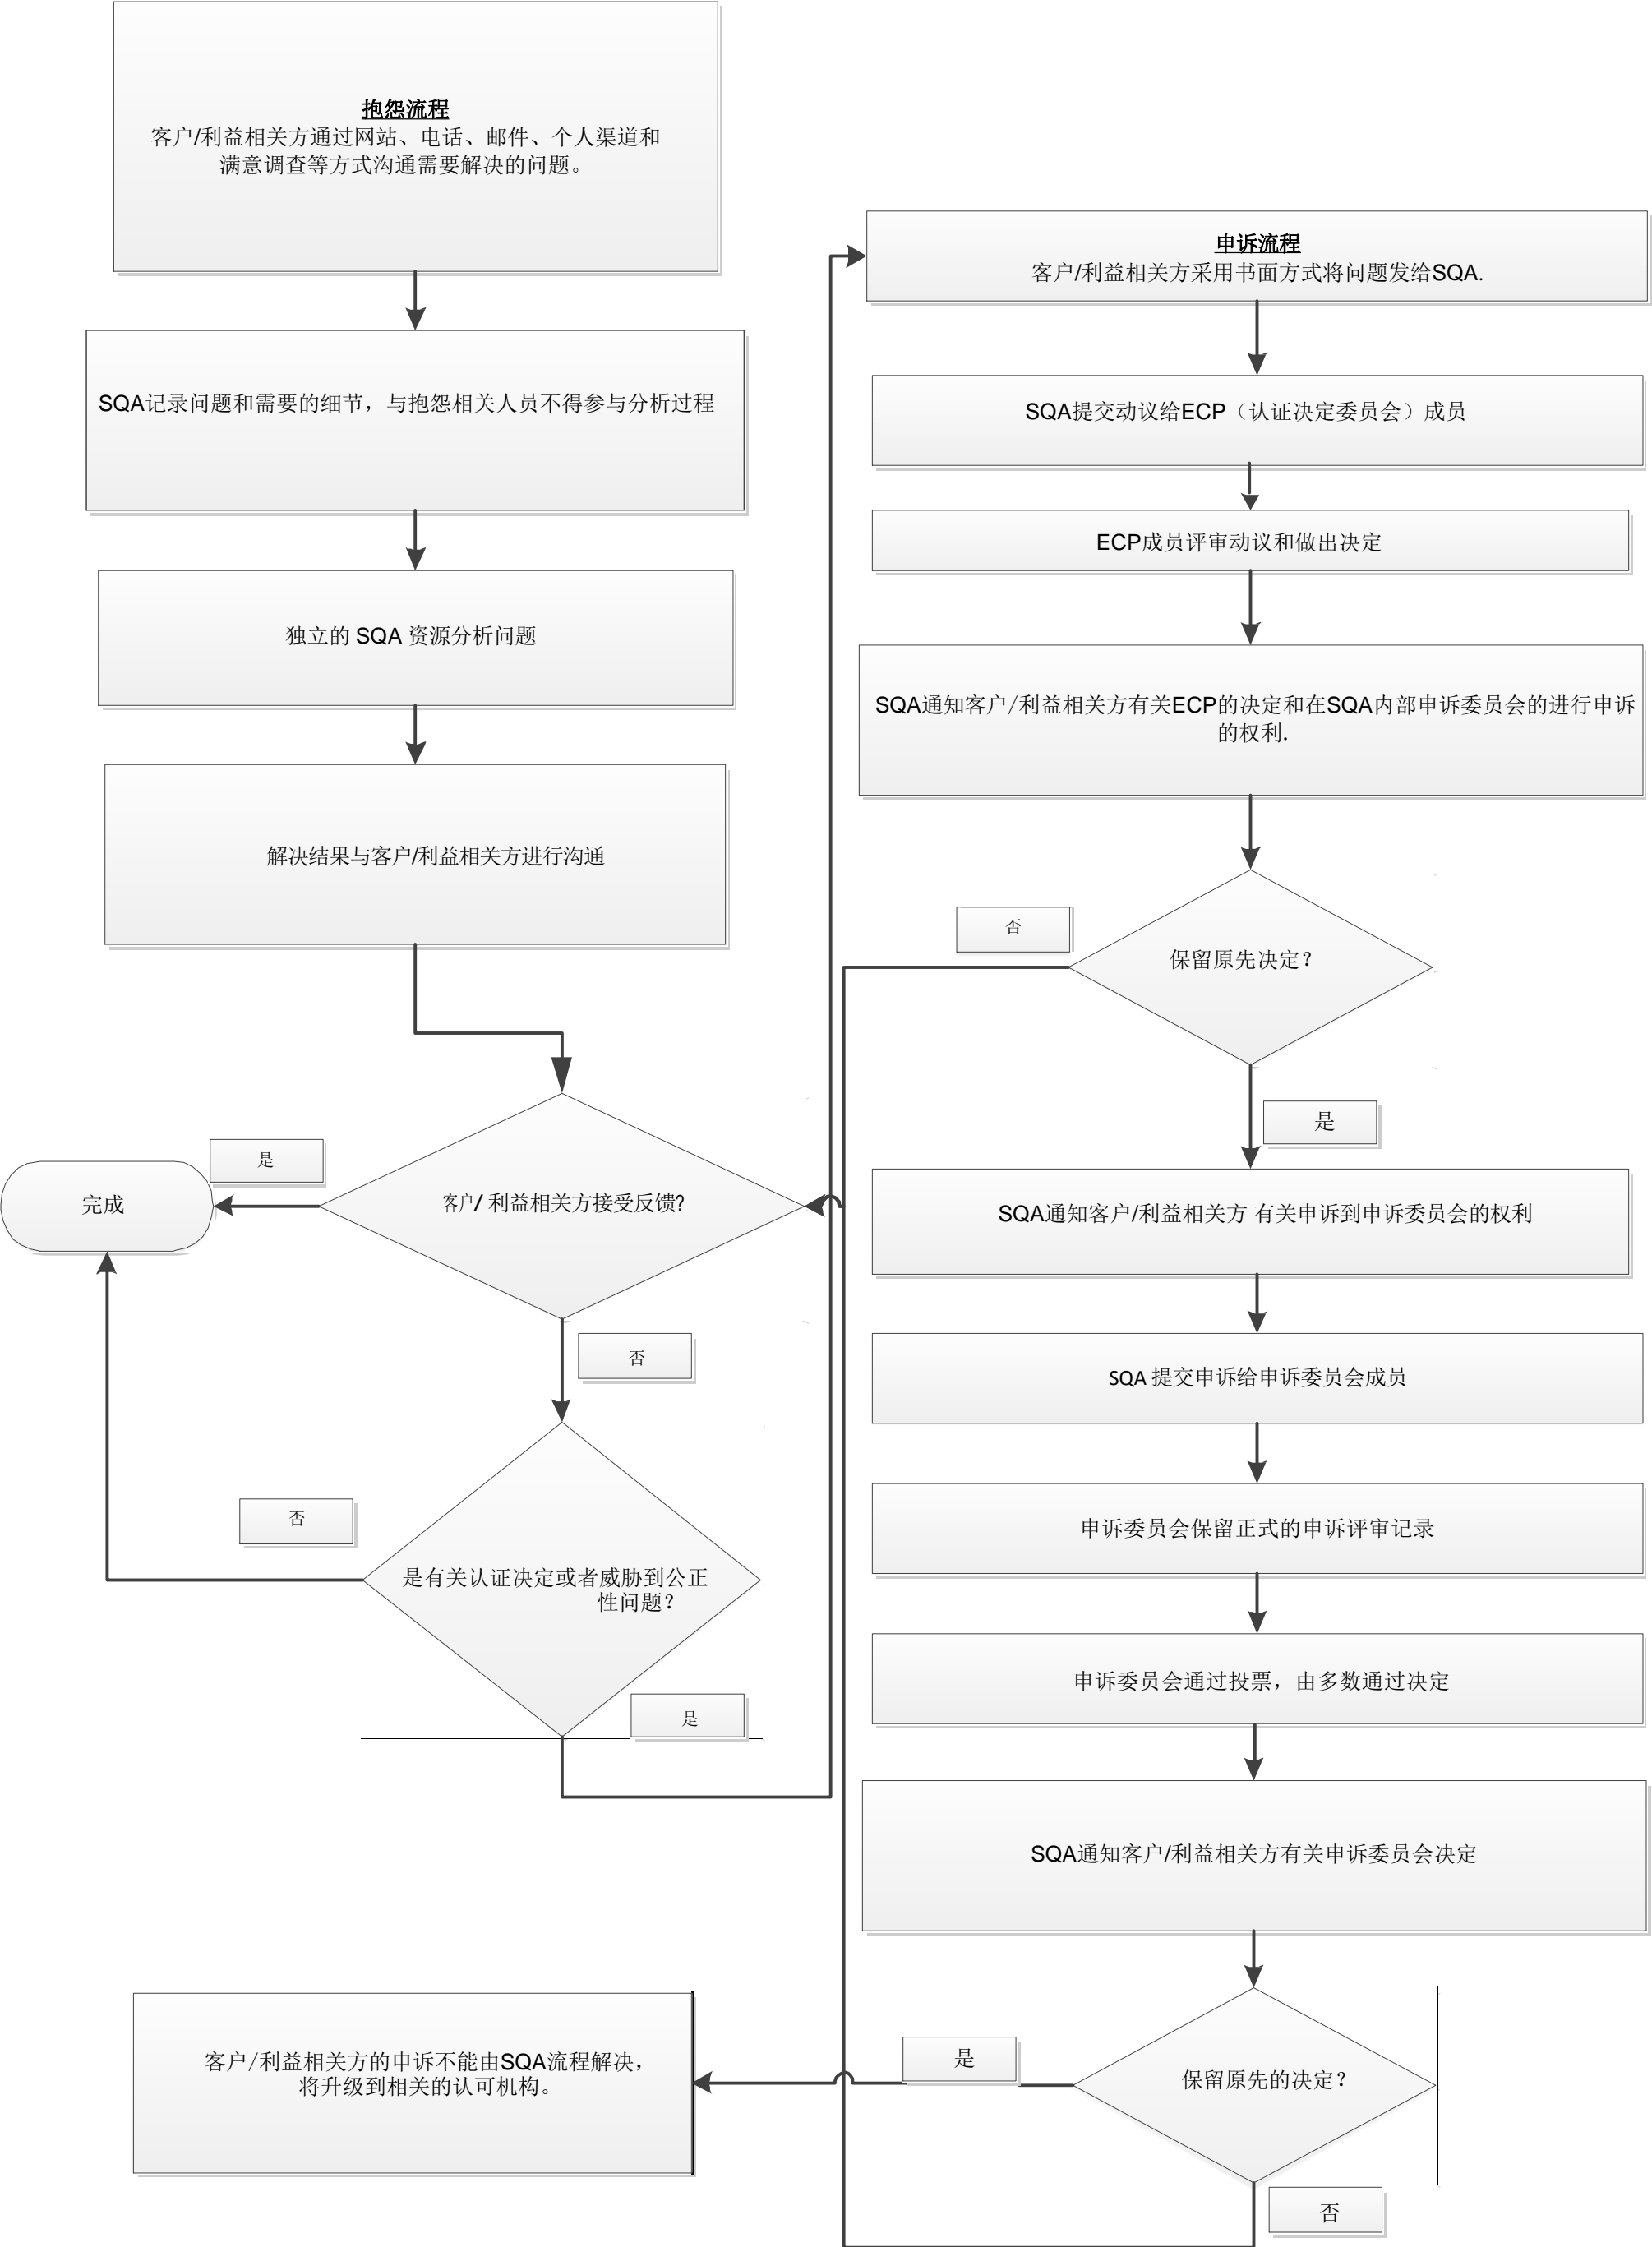 抱怨流程
客户/利益相关方通过网站、电话、邮件、个人渠道和
满意调查等方式沟通需要解决的问题。
SQA记录问题和需要的细节，与抱怨相关人员不得参与分析过程
独立的 SQA 资源分析问题
解决结果与客户/利益相关方进行沟通
客户/ 利益相关方接受反馈?
是
完成
否
是有关认证决定或者威胁到公正
性问题？
否
是
申诉流程
客户/利益相关方采用书面方式将问题发给SQA.
SQA提交动议给ECP（认证决定委员会）成员
ECP成员评审动议和做出决定
SQA通知客户/利益相关方有关ECP的决定和在SQA内部申诉委员会的进行申诉
的权利.
否
保留原先决定？
是
SQA通知客户/利益相关方 有关申诉到申诉委员会的权利
SQA 提交申诉给申诉委员会成员
申诉委员会保留正式的申诉评审记录
申诉委员会通过投票，由多数通过决定
SQA通知客户/利益相关方有关申诉委员会决定
保留原先的决定？
是
否
客户/利益相关方的申诉不能由SQA流程解决，
将升级到相关的认可机构。